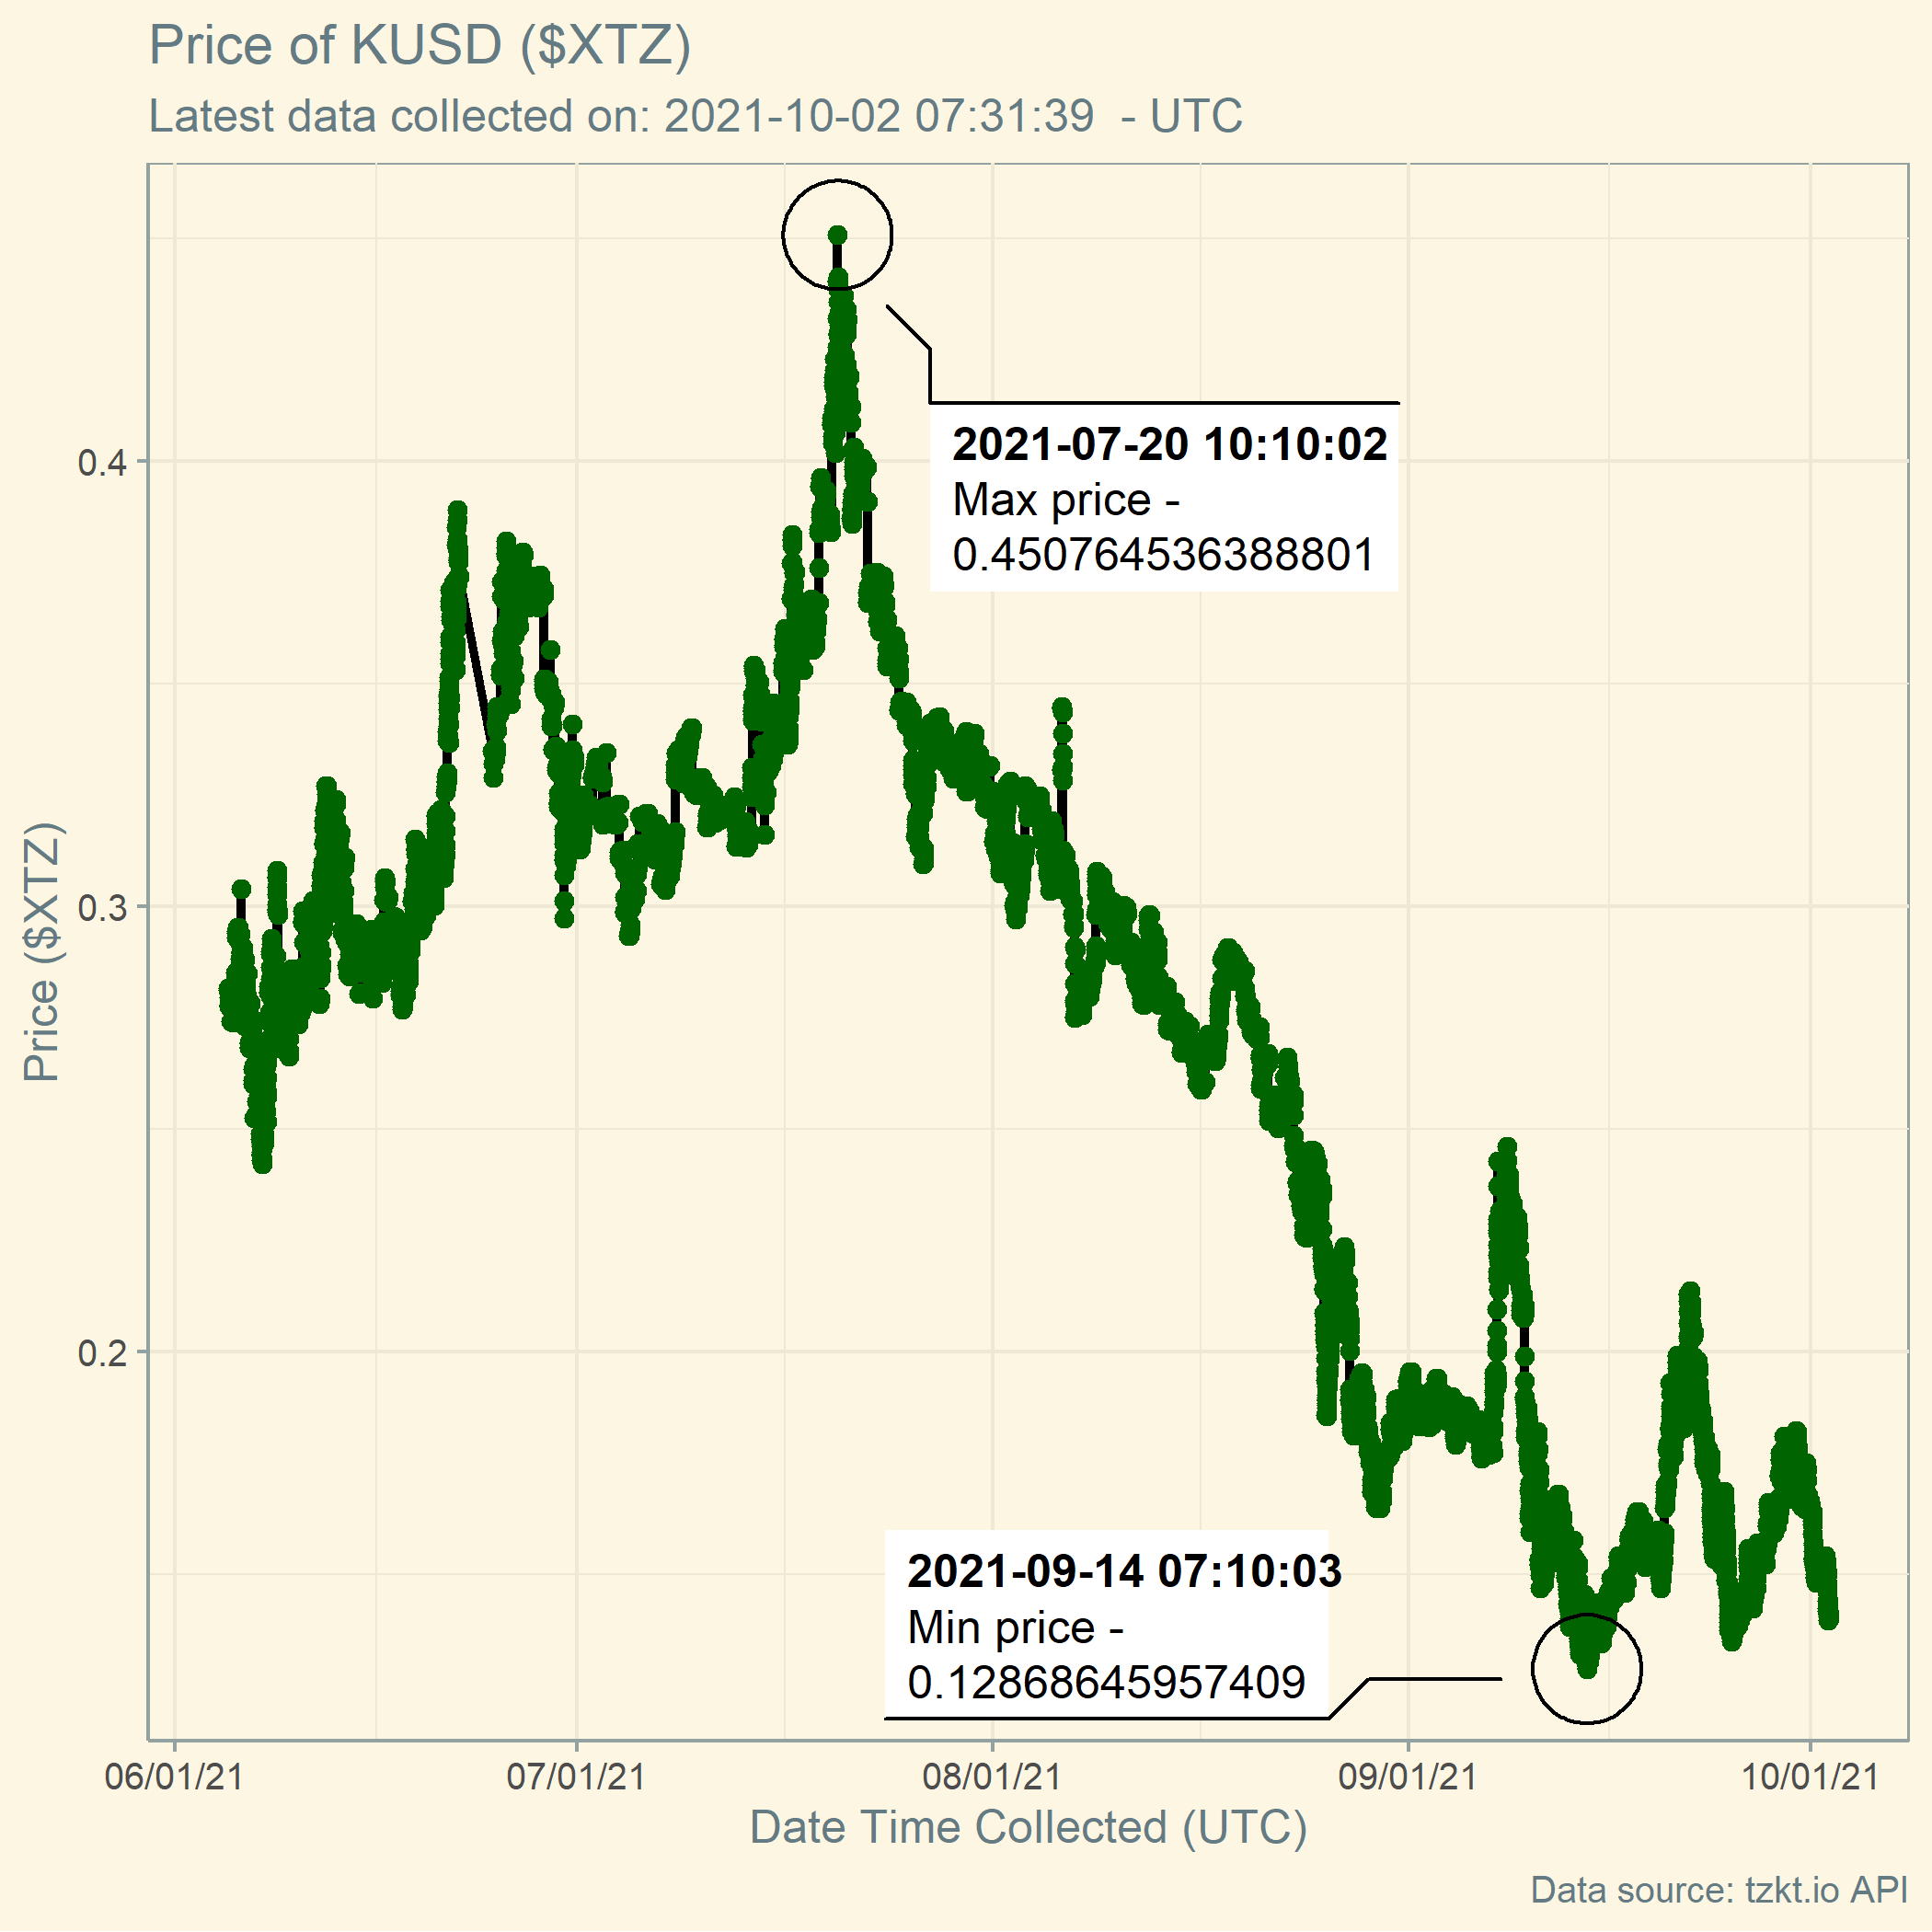 Price of KUSD ($XTZ)
Latest data collected on: 2021-10-02 07:31:39  - UTC
2021-07-20 10:10:02
Max price -
0.450764536388801
0.4
0.3
0.2
Price ($XTZ)
2021-09-14 07:10:03
Min price -
0.12868645957409
06/01/21
07/01/21
08/01/21
09/01/21
10/01/21
Date Time Collected (UTC)
Data source: tzkt.io API